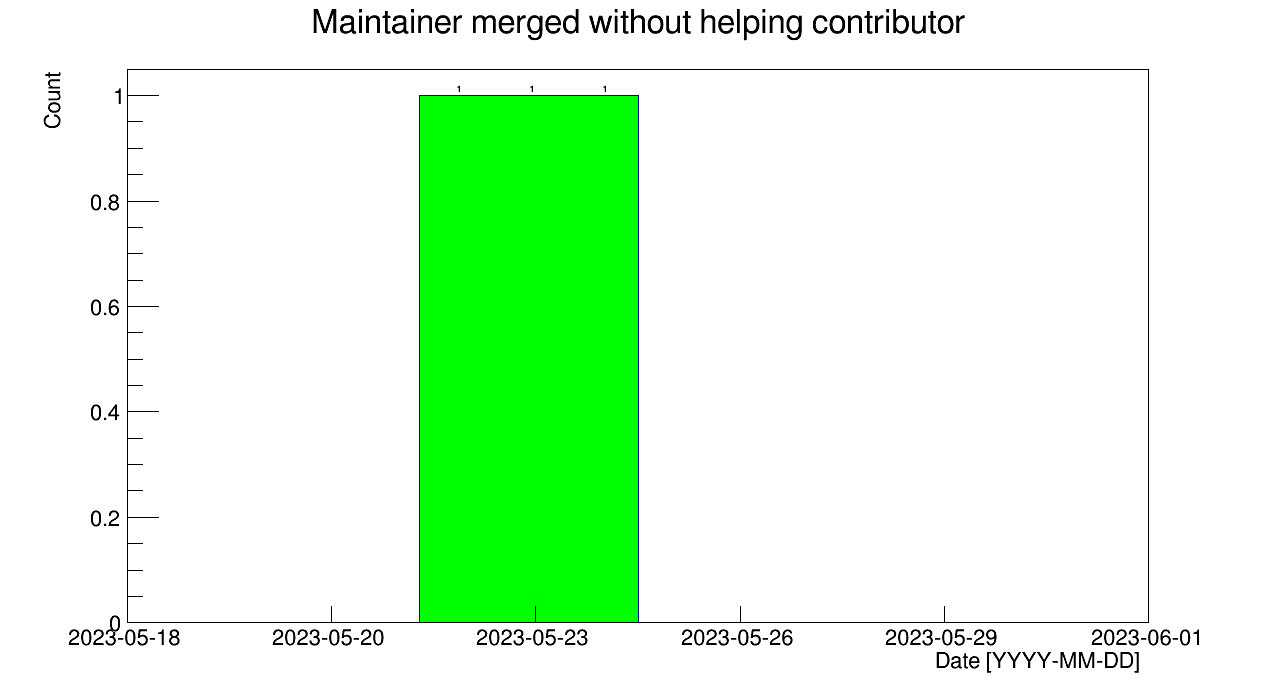 Maintainer merged without helping contributor
Count
1 1 1
1
0.8
0.6
0.4
0.2
0
2023-05-18 2023-05-20 2023-05-23 2023-05-26 2023-05-29 2023-06-01
Date [YYYY-MM-DD]